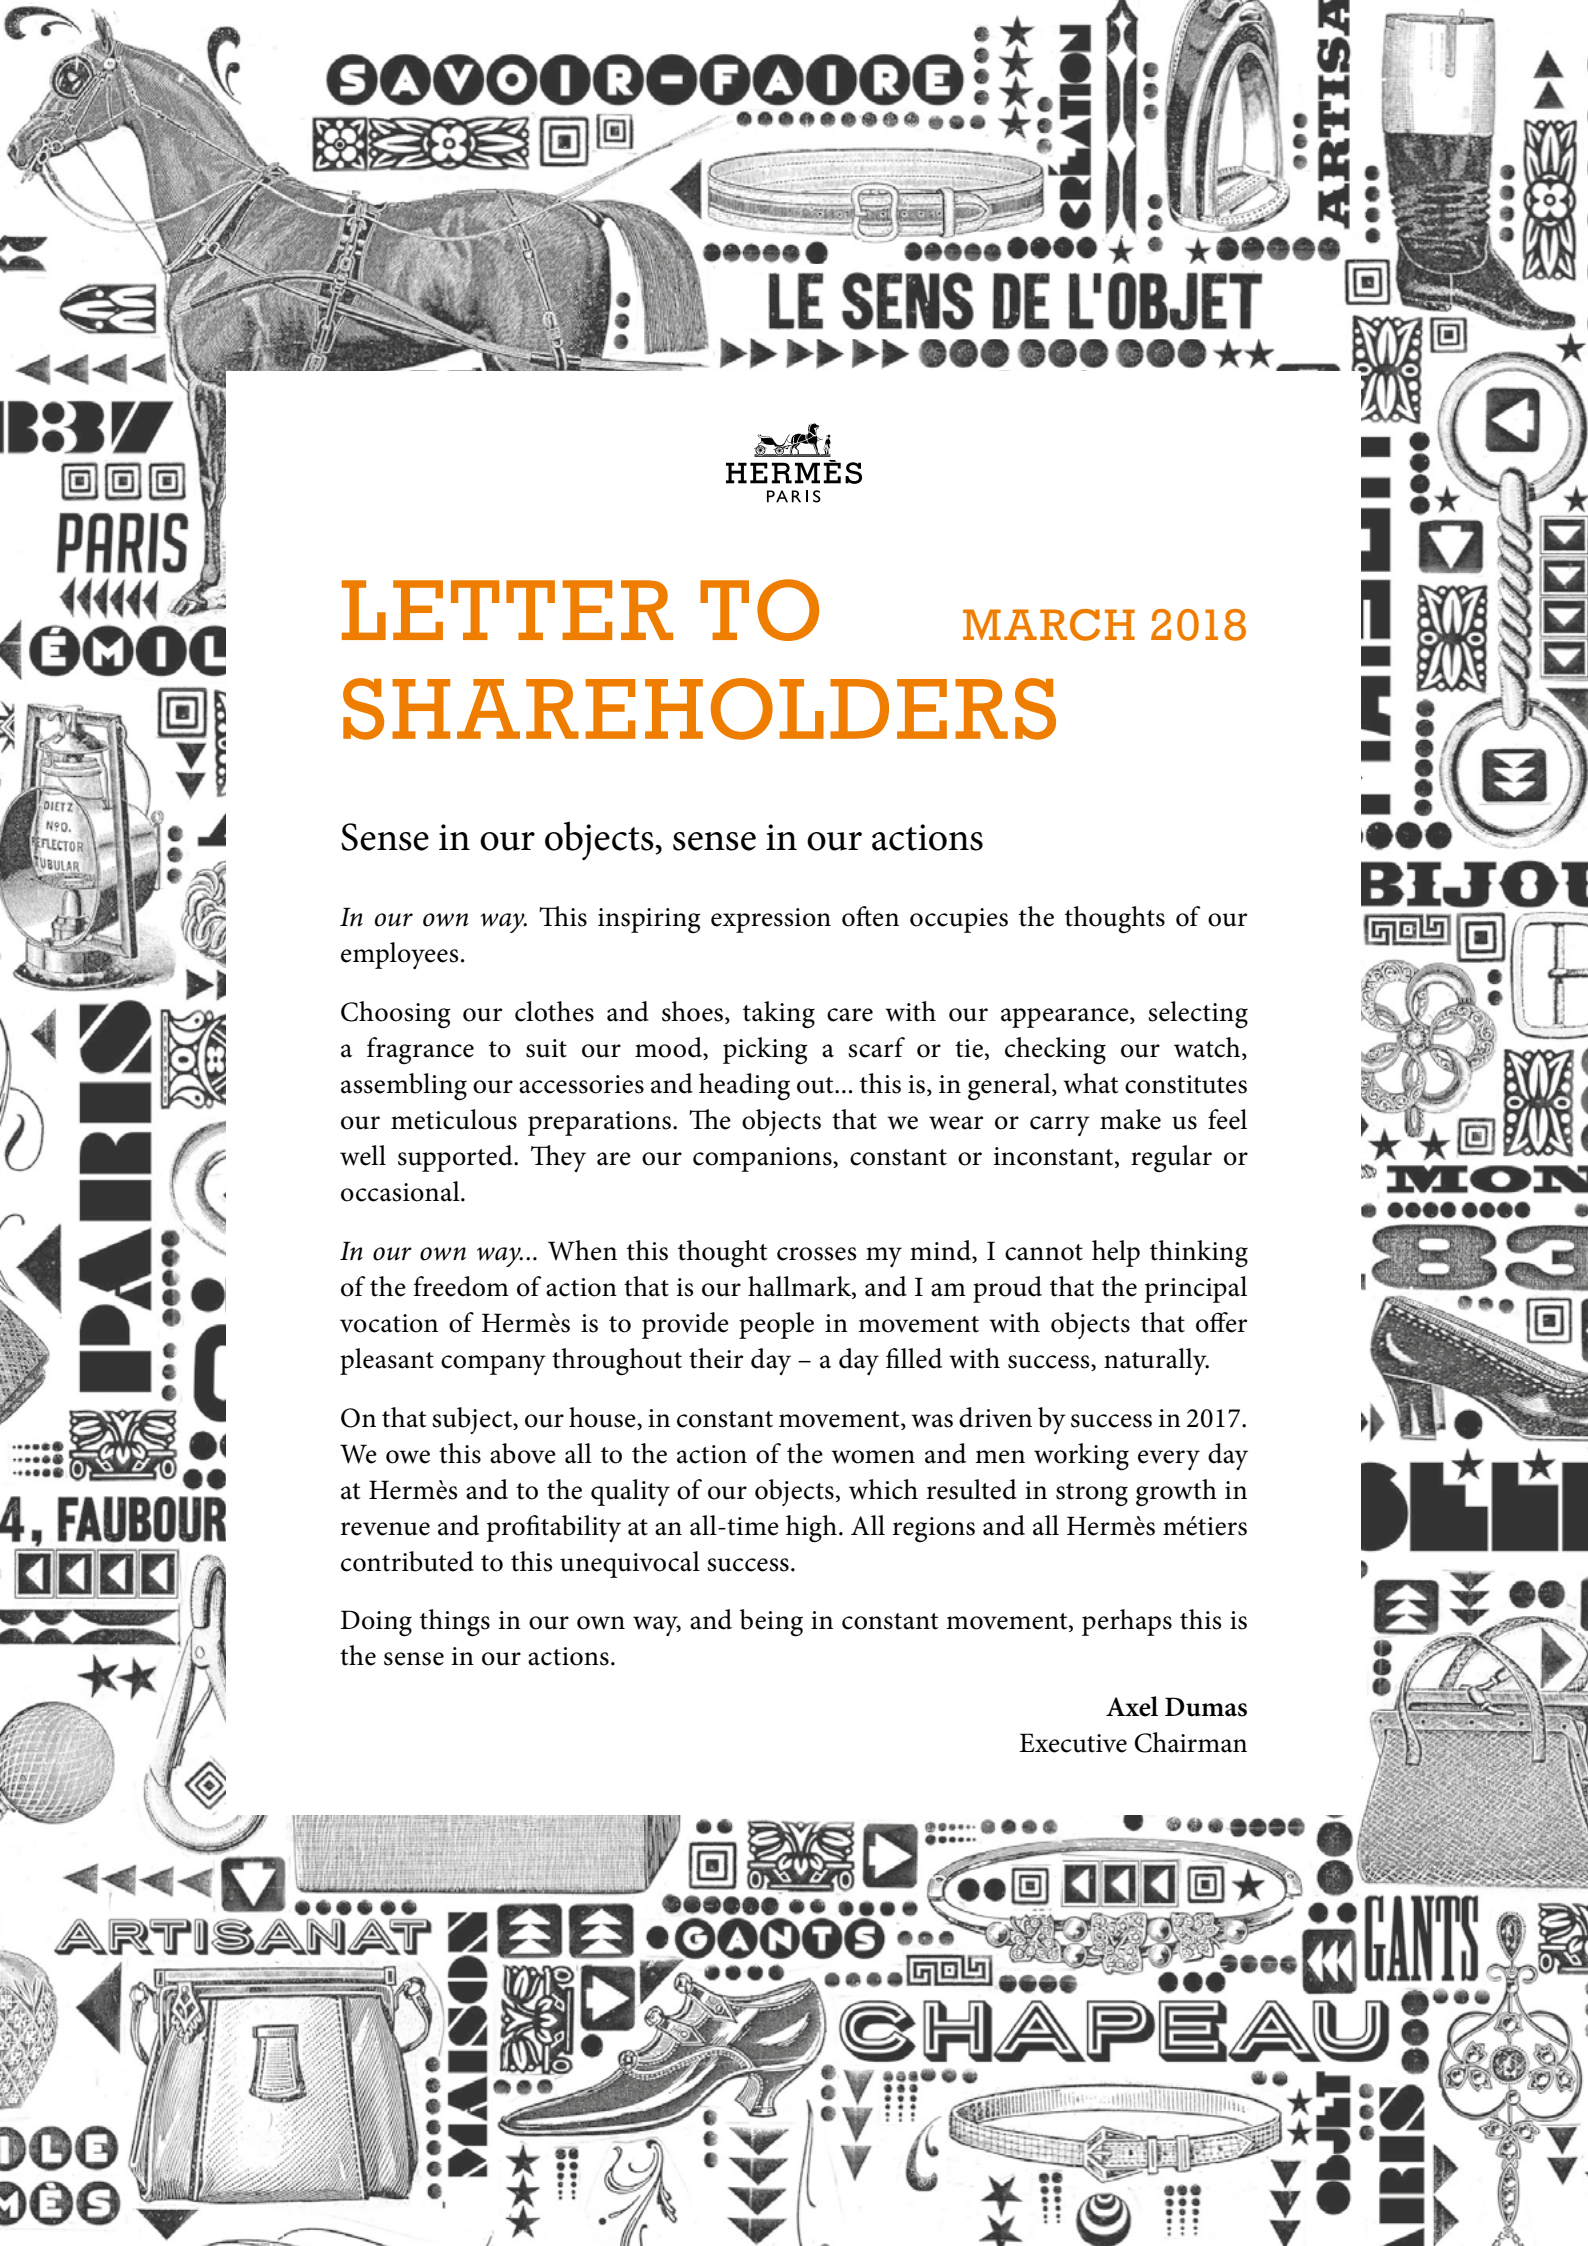 SAVOIR-FAIRE
CRÉATION
ARTISA
LE SENS DE L'OBJET
PARIS
ÉMIL
HERMÈS
PARIS
LETTER TO
MARCH 2018
SHAREHOLDERS
Sense in our objects, sense in our actions
In our own way. This inspiring expression often occupies the thoughts of our
employees.
Choosing our clothes and shoes, taking care with our appearance, selecting
a fragrance to suit our mood, picking a scarf or tie, checking our watch,
assembling our accessories and heading out... this is, in general, what constitutes
our meticulous preparations. The objects that we wear or carry make us feel
well supported. They are our companions, constant or inconstant, regular or
occasional.
In our own way... When this thought crosses my mind, I cannot help thinking
of the freedom of action that is our hallmark, and I am proud that the principal
vocation of Hermès is to provide people in movement with objects that offer
pleasant company throughout their day – a day filled with success, naturally.
On that subject, our house, in constant movement, was driven by success in 2017.
We owe this above all to the action of the women and men working every day
at Hermès and to the quality of our objects, which resulted in strong growth in
revenue and profitability at an all-time high. All regions and all Hermès métiers
contributed to this unequivocal success.
Doing things in our own way, and being in constant movement, perhaps this is
the sense in our actions.
Axel Dumas
Executive Chairman
DIETZ
Nº0.
REFLECTOR
TUBULAR
PARIS
4, FAUBOUR
BIJOU
MON
83
SELL
ARTISANAT
MAISON
GANTS
GANTS
CHAPEAU
OBJET
ARIS
ILE
MÈS